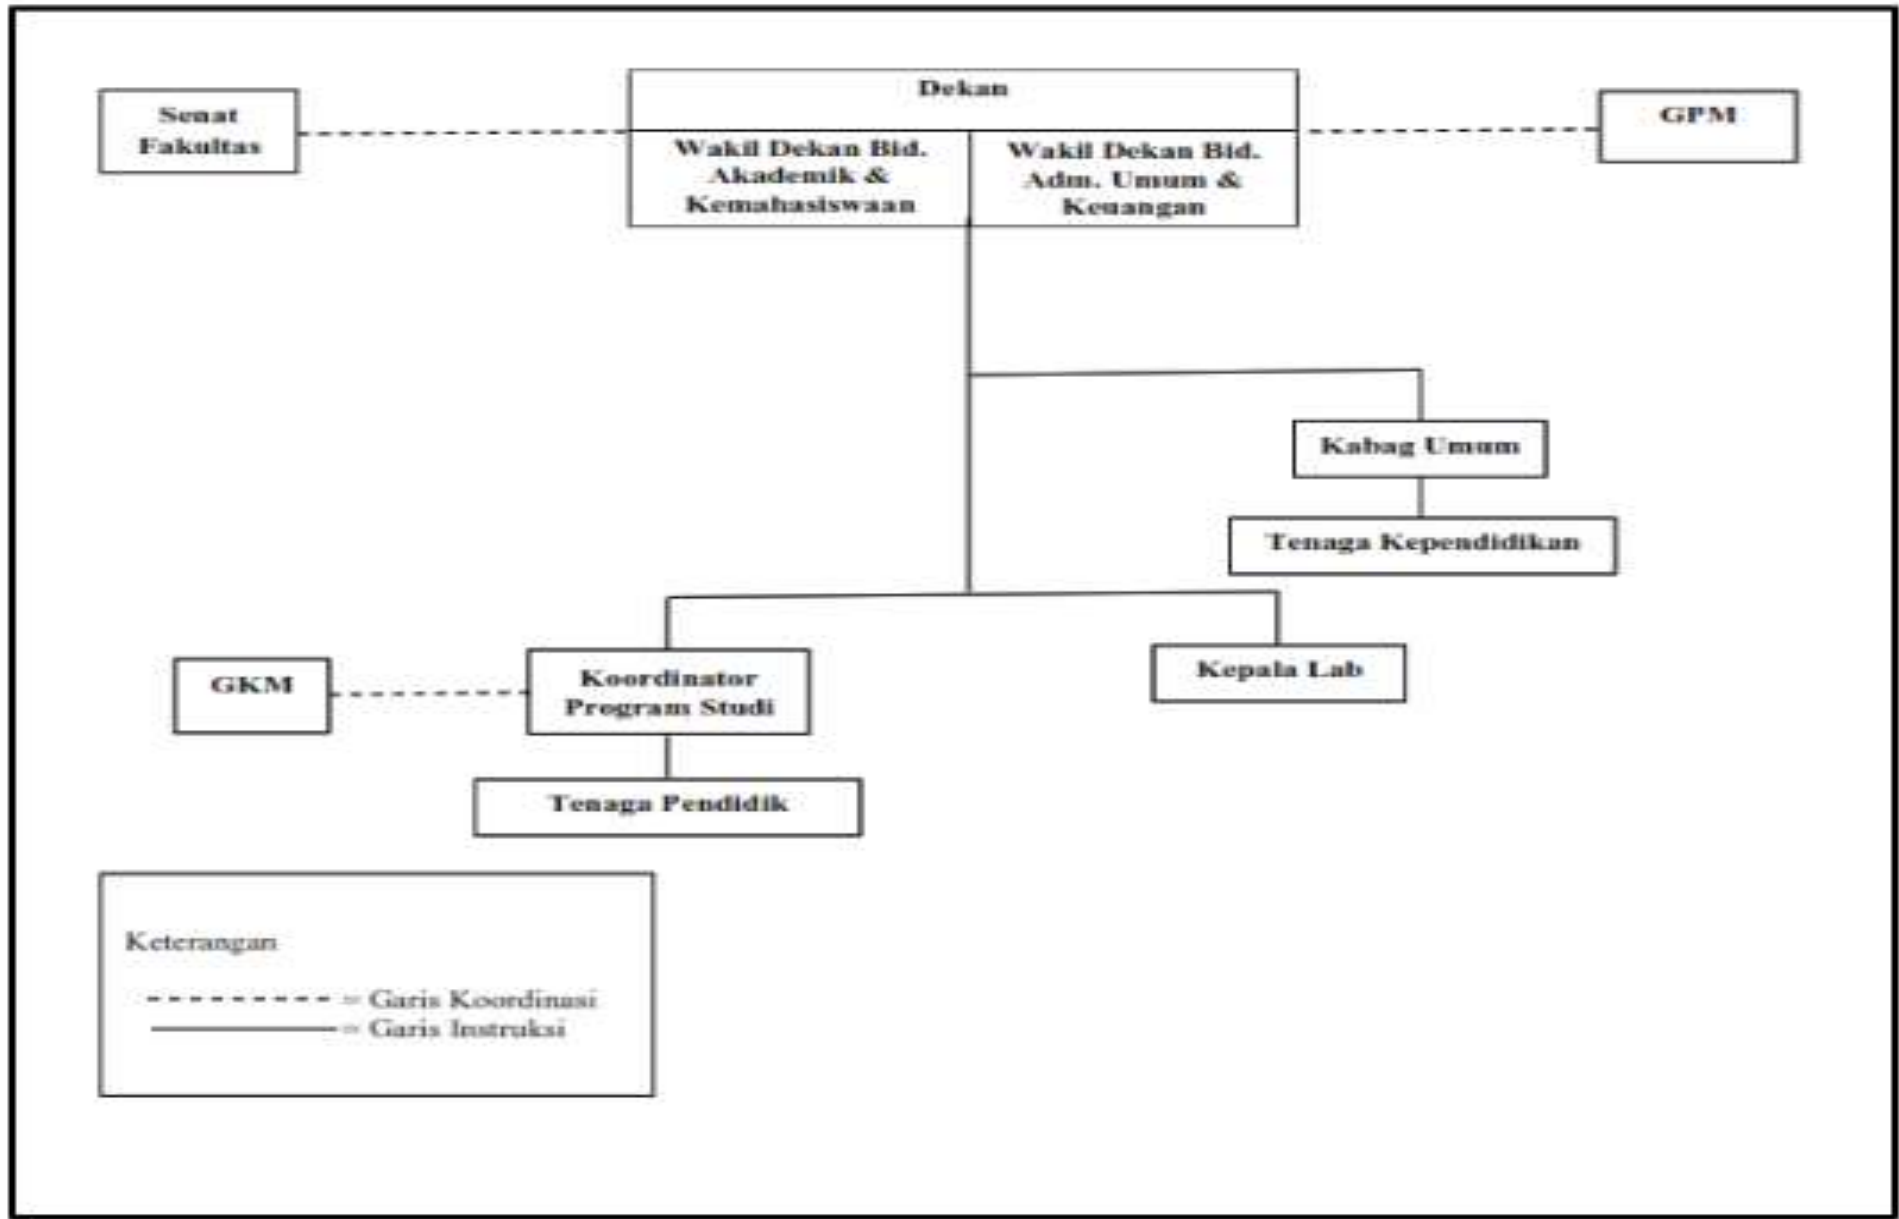 Dekan
Senat
Fakultas
GPM
Wakil Dekan Bid.
Akademik &
Kemahasiswaan
Wakil Dekan Bid.
Adm. Umum &
Keuangan
Kabag Umum
Tenaga Kependidikan
GKM
Koordinator
Program Studi
Kepala Lab
Tenaga Pendidik
Keterangan
= Garis Koordinasi
= Garis Instruksi